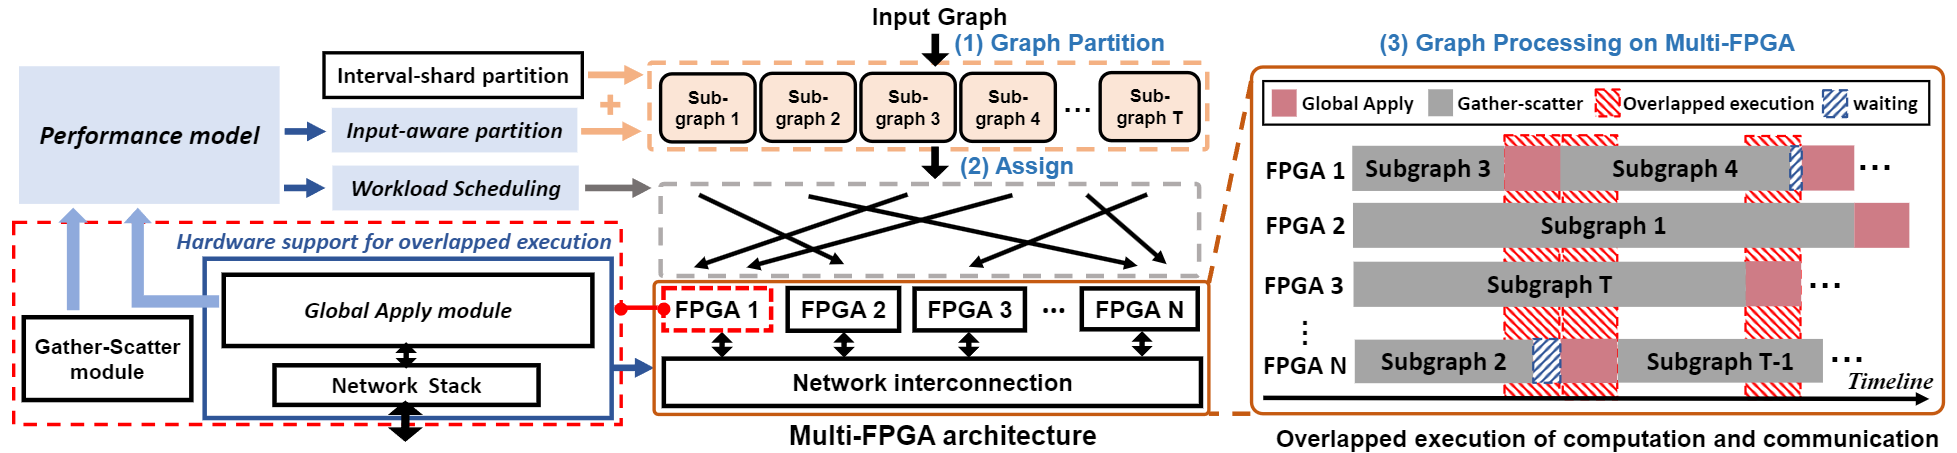 Input Graph
(1) Graph Partition
Performance model
Interval-shard partition
+
Input-aware partition
Workload Scheduling
Sub-
graph 1
Sub-
graph 2
Sub-
graph 3
Sub-
graph 4
...
Sub-
graph T
(2) Assign
Hardware support for overlapped execution
Global Apply module
Gather-Scatter
module
Network Stack
FPGA 1
FPGA 2
FPGA 3
...
FPGA N
Network interconnection
Multi-FPGA architecture
(3) Graph Processing on Multi-FPGA
Global Apply
Gather-scatter
Overlapped execution
waiting
FPGA 1
Subgraph 3
Subgraph 4
...
FPGA 2
Subgraph 1
FPGA 3
Subgraph T
...
⋮
FPGA N
Subgraph 2
Subgraph T-1
...
Timeline
Overlapped execution of computation and communication